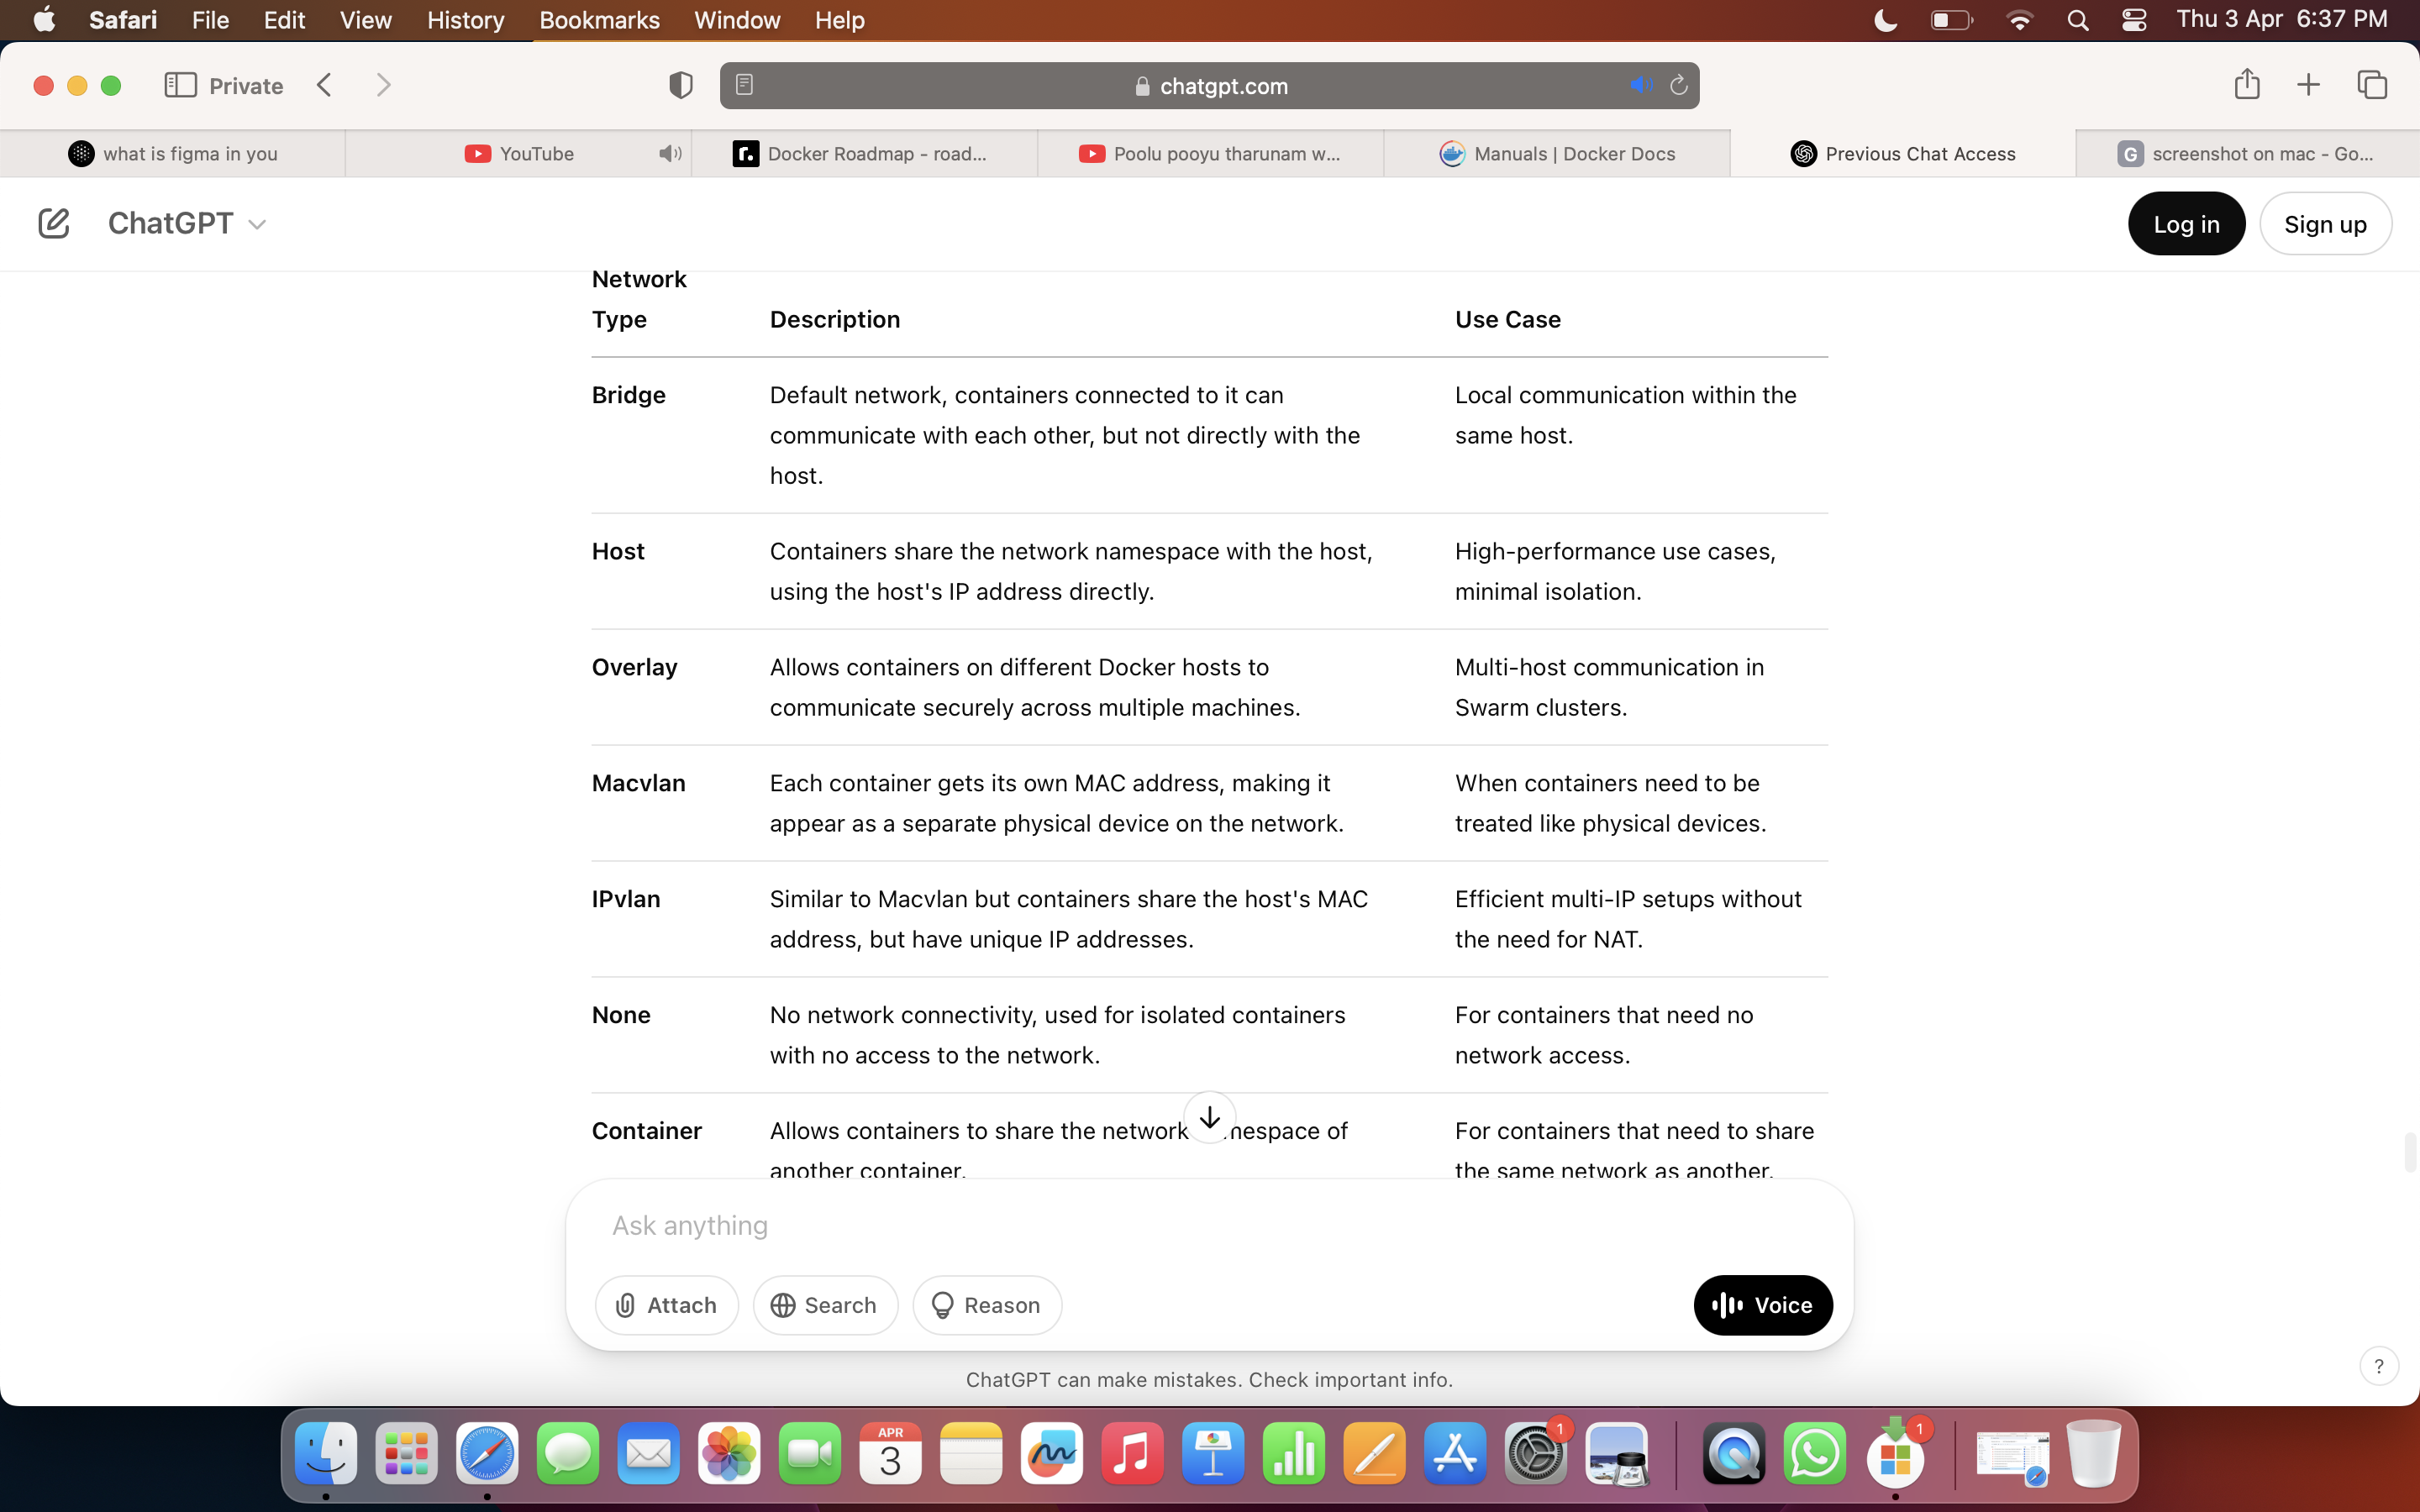 Safari File Edit View History Bookmarks Window Help Thu 3 Apr 6:37 PM
Private chatgpt.com
what is figma in you YouTube Docker Roadmap - road... Poolu pooyu tharunam w... Manuals | Docker Docs Previous Chat Access G screenshot on mac - Go...
ChatGPT Log in Sign up
Network
Type Description Use Case
Bridge Default network, containers connected to it can Local communication within the
communicate with each other, but not directly with the same host.
host.
Host Containers share the network namespace with the host, High-performance use cases,
using the host's IP address directly. minimal isolation.
Overlay Allows containers on different Docker hosts to Multi-host communication in
communicate securely across multiple machines. Swarm clusters.
Macvlan Each container gets its own MAC address, making it When containers need to be
appear as a separate physical device on the network. treated like physical devices.
IPvlan Similar to Macvlan but containers share the host's MAC Efficient multi-IP setups without
address, but have unique IP addresses. the need for NAT.
None No network connectivity, used for isolated containers For containers that need no
with no access to the network. network access.
Container Allows containers to share the network mespace of For containers that need to share
another container. the same network as another.
Ask anything
Attach Search Reason Voice
ChatGPT can make mistakes. Check important info.
?
APR
3
1
1